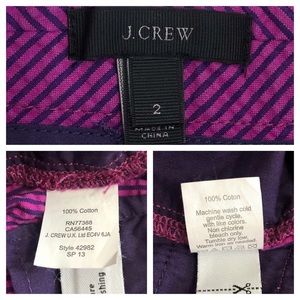 J.CREW
2
MADE IN
CHINA
100% Cotton
RN77388
CA56445
J. CREW U.K. Ltd EC4V 6JA
Style 42982
SP 13
100% Cotton
Machine wash cold
gentle cycle,
with like colors.
Non chlorine
bleach only.
Tumble dry low.